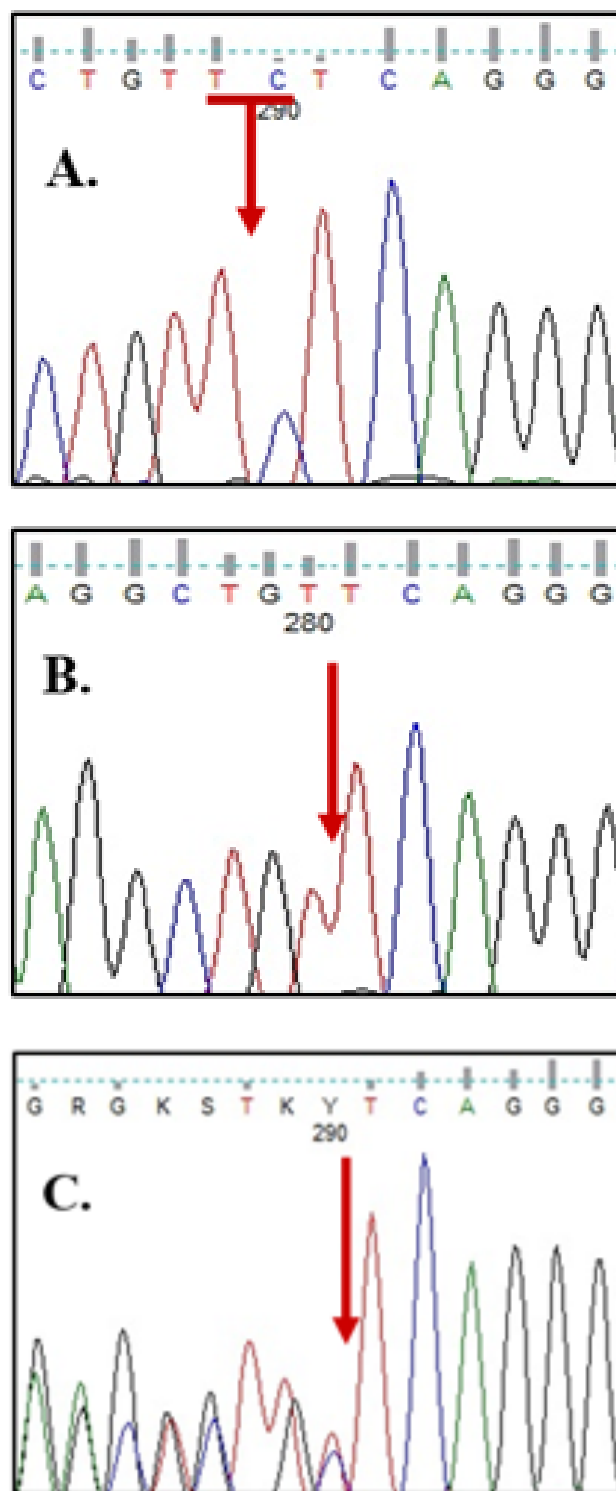 C T G T T C T C A G G G
290
A.
A G G C T G T T C A G G G
280
B.
G R G K S T K Y T C A G G G
290
C.